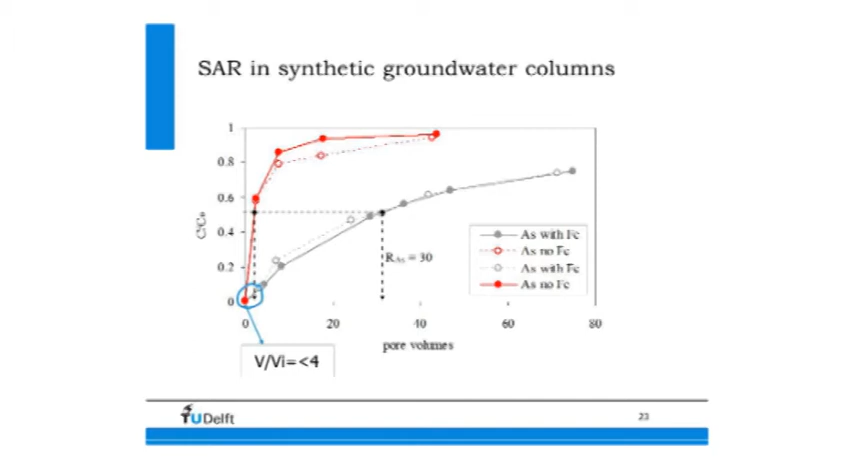 SAR in synthetic groundwater columns
1
0.8
0.6
0.4
0.2
0
C/Co
R_As = 30
As with Fe
As no Fe
As with Fe
As no Fe
0 20 40 60 80
pore volumes
V/Vi=<4
TUDelft
23